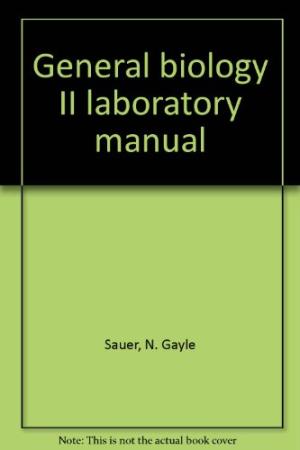 General biology
II laboratory
manual
Sauer, N. Gayle
Note: This is not the actual book cover